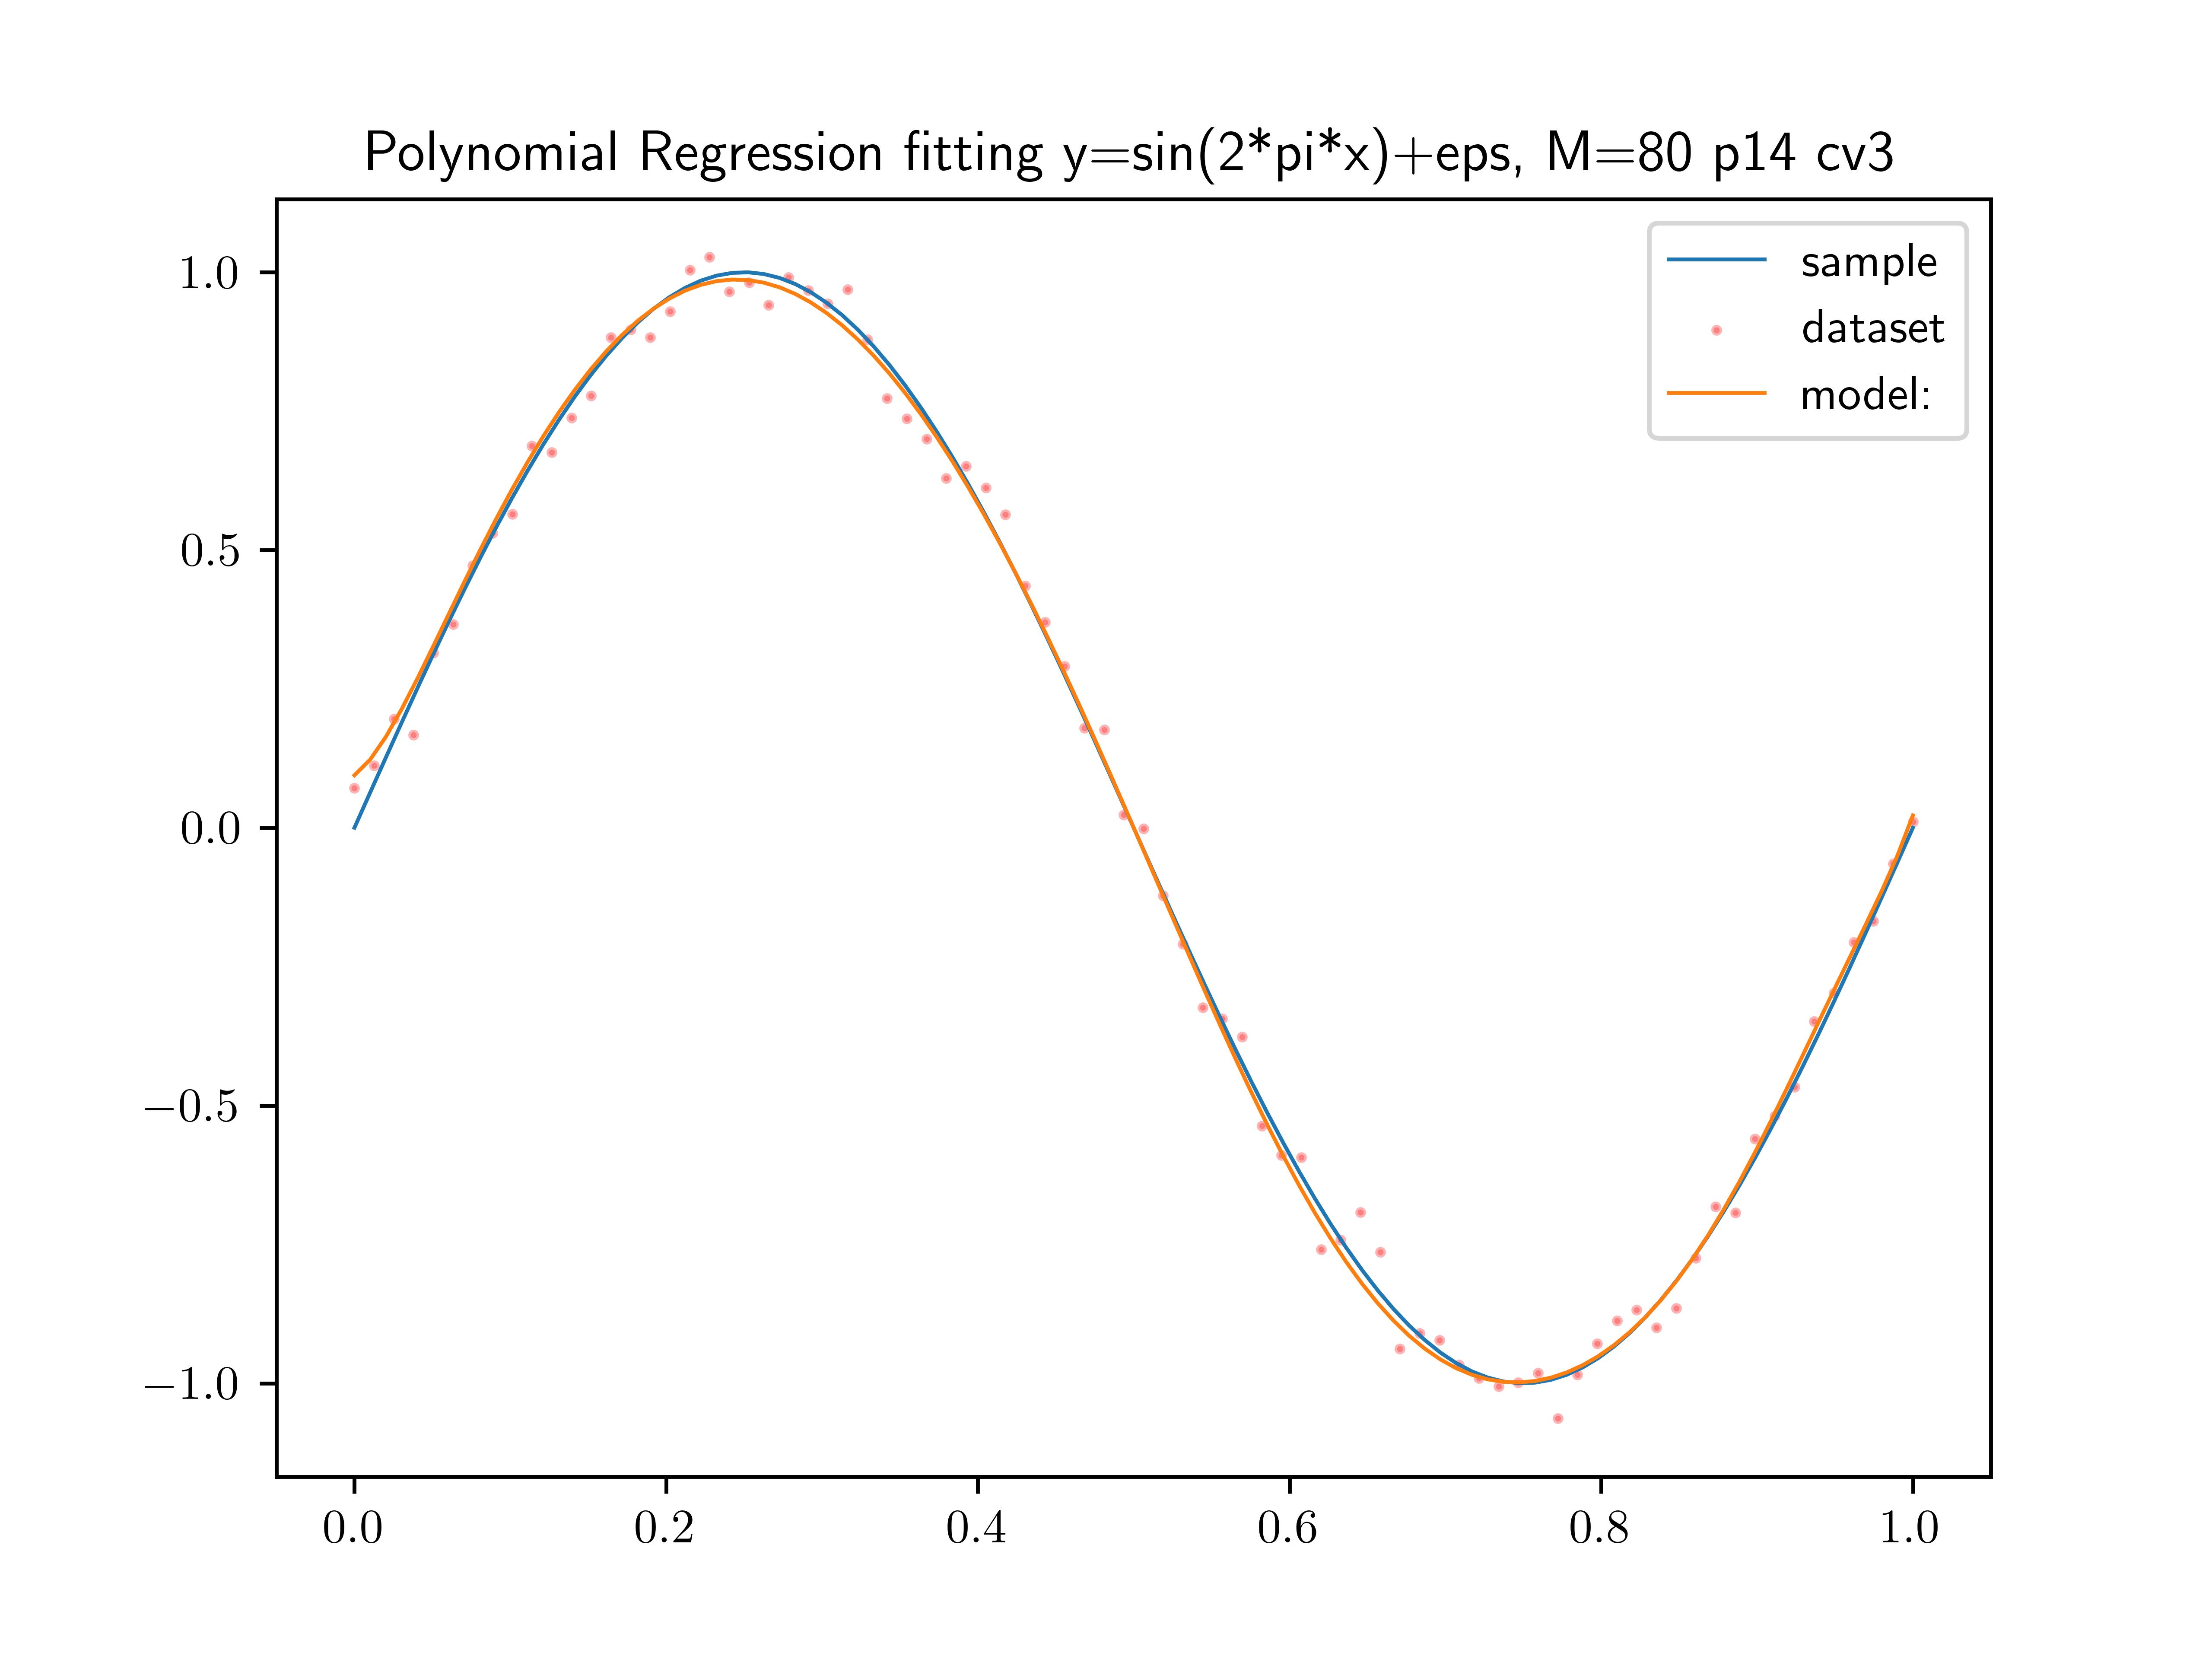 Polynomial Regression fitting y=sin(2*pi*x)+eps, M=80 p14 cv3
sample
dataset
model:
1.0
0.5
0.0
−0.5
−1.0
0.0 0.2 0.4 0.6 0.8 1.0